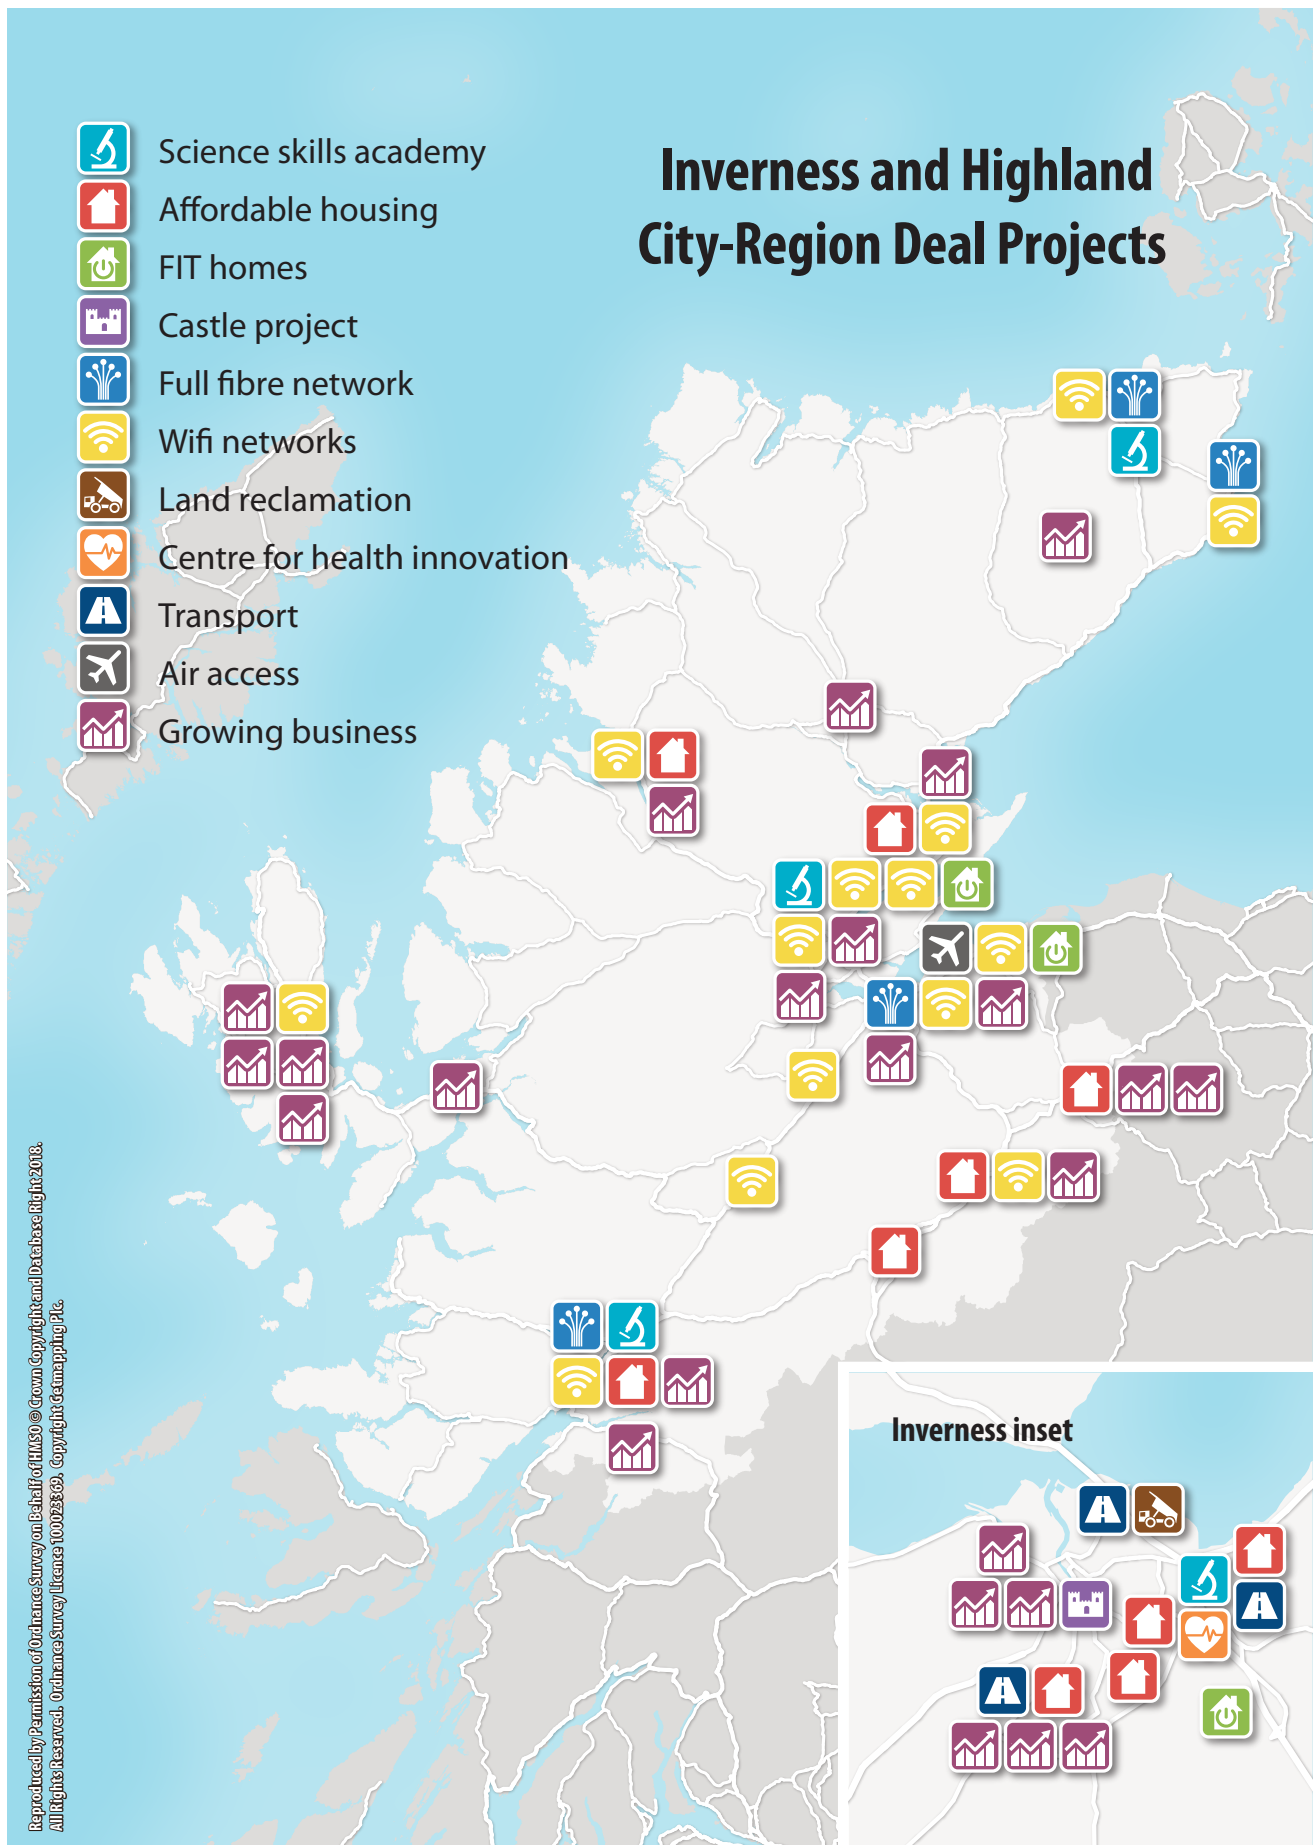 Inverness and Highland
City-Region Deal Projects
Science skills academy
Affordable housing
FIT homes
Castle project
Full fibre network
Wifi networks
Land reclamation
Centre for health innovation
Transport
Air access
Growing business
Inverness inset
Reproduced by Permission of Ordnance Survey on Behalf of HMSO © Crown Copyright and Database Right 2018.
All Rights Reserved. Ordnance Survey Licence 100023369. Copyright Getmapping Plc.